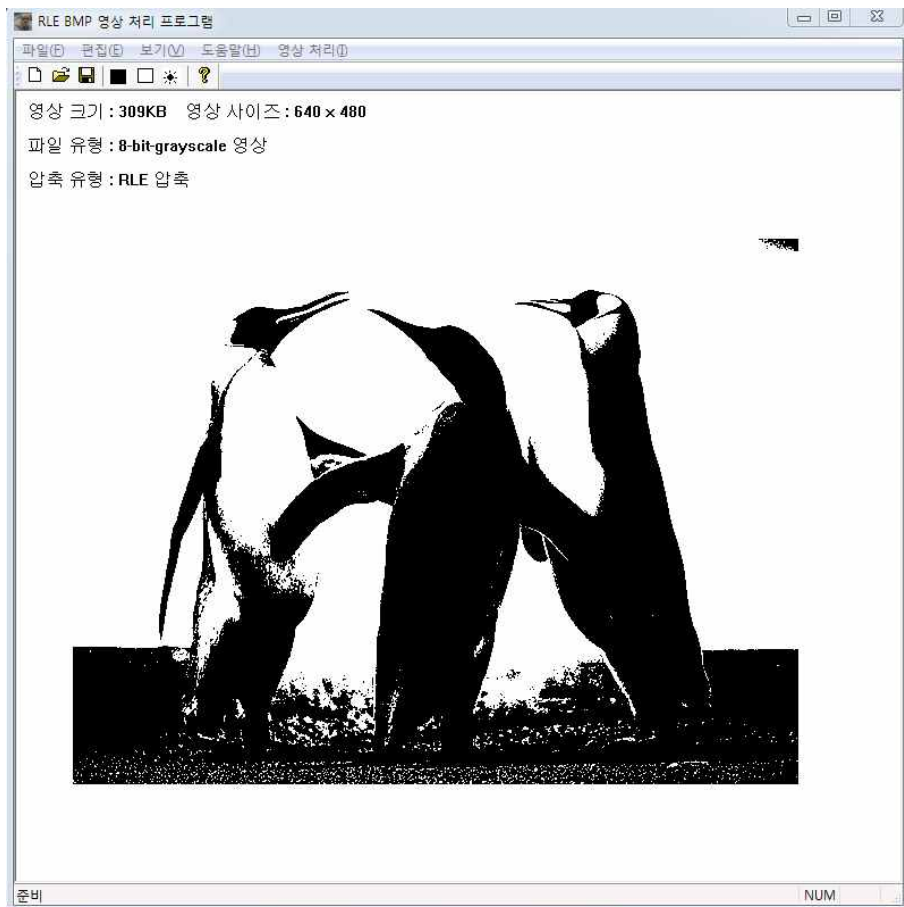 RLE BMP 영상 처리 프로그램
파일(F) 편집(E) 보기(V) 도움말(H) 영상 처리(I)
영상 크기 : 309KB 영상 사이즈 : 640 × 480
파일 유형 : 8-bit-grayscale 영상
압축 유형 : RLE 압축
준비 NUM